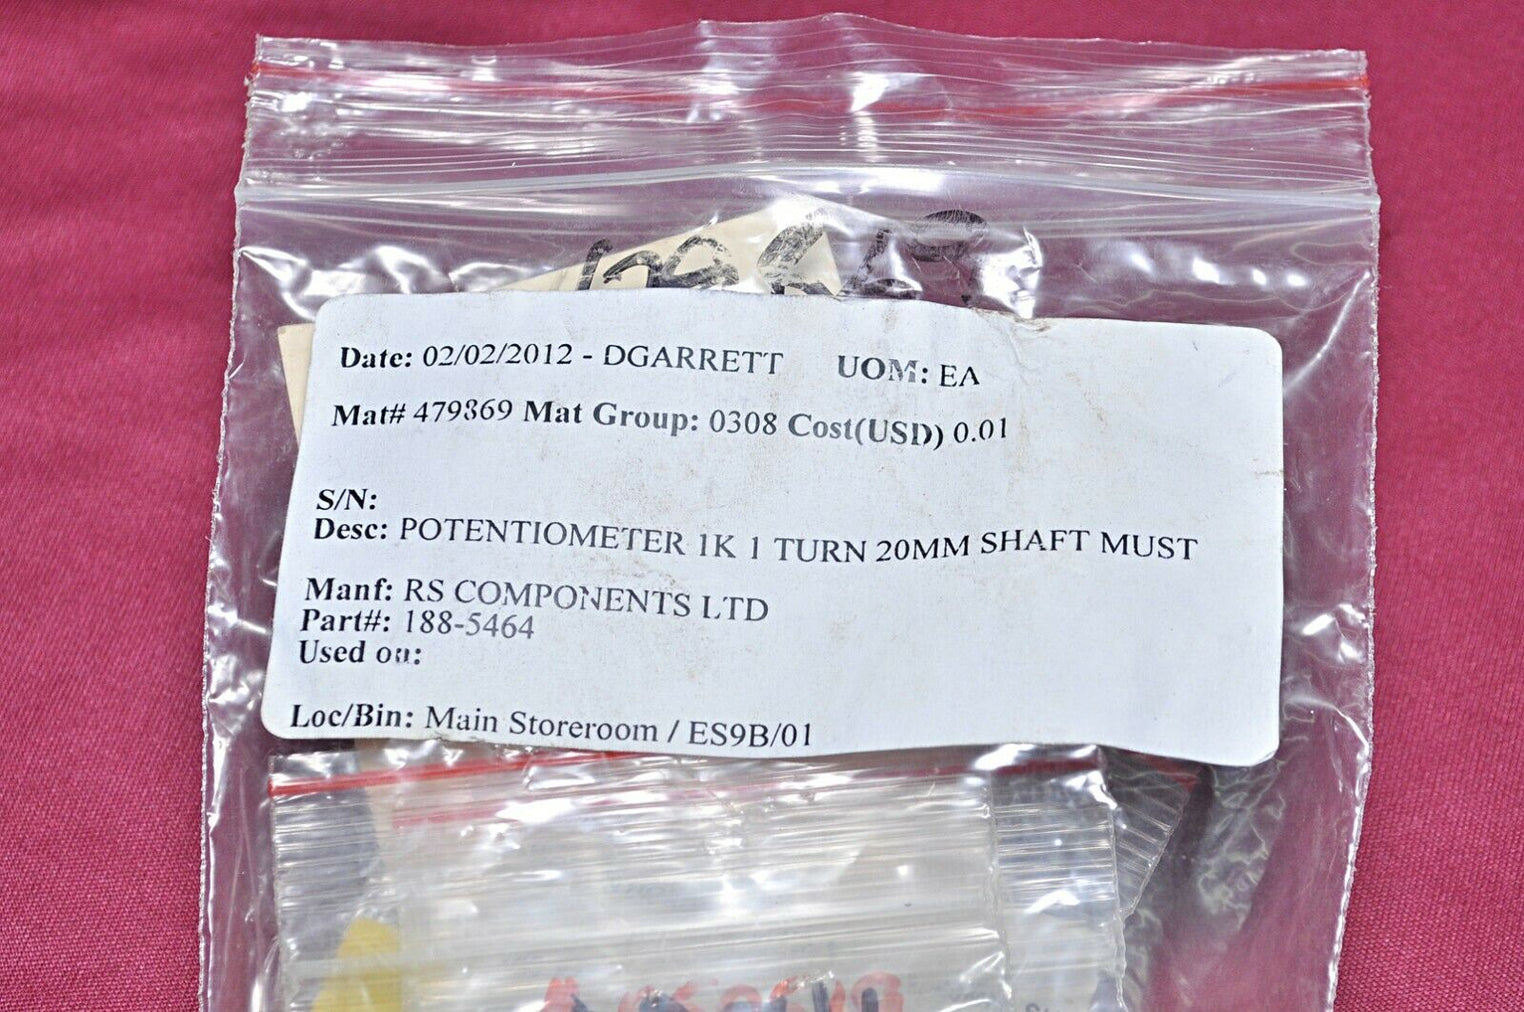 Date: 02/02/2012 - DGARRETT UOM: EA
Mat# 479869 Mat Group: 0308 Cost(USD) 0.01
S/N:
Desc: POTENTIOMETER 1K 1 TURN 20MM SHAFT MUST
Manf: RS COMPONENTS LTD
Part#: 188-5464
Used on:
Loc/Bin: Main Storeroom / ES9B/01